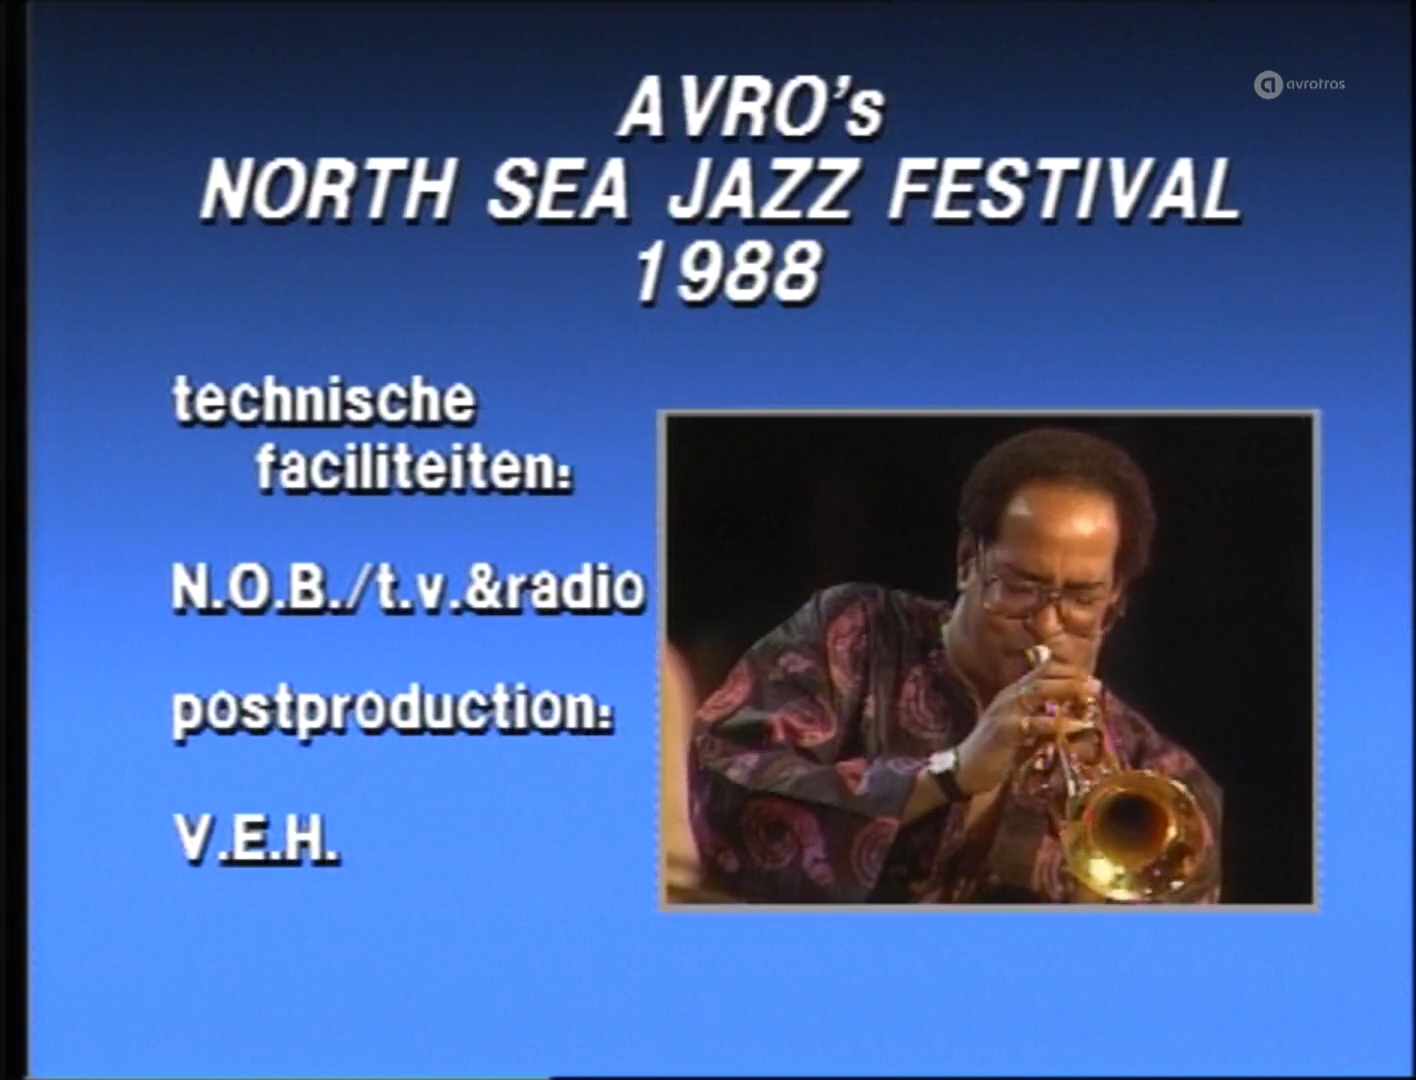 avrotros
AVRO's
NORTH SEA JAZZ FESTIVAL
1988
technische
faciliteiten:
N.O.B./t.v.&radio
postproduction:
V.E.H.